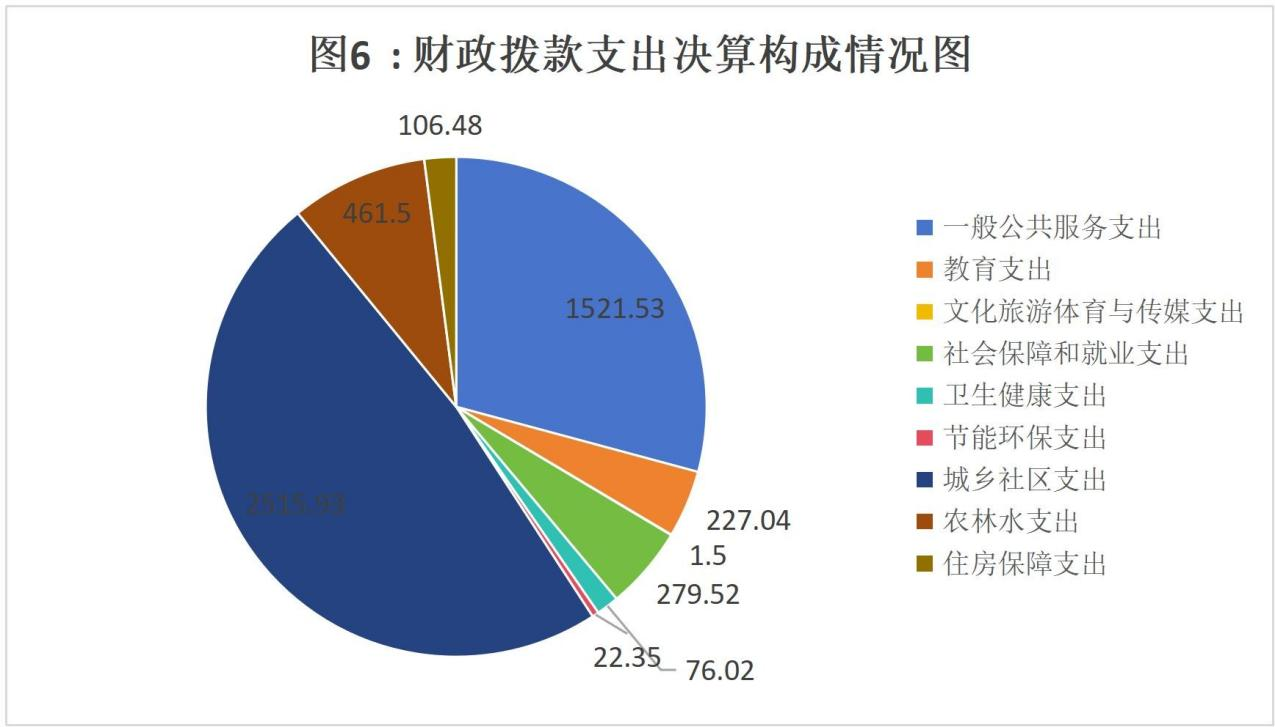 图6：财政拨款支出决算构成情况图
106.48
461.5
1521.53
2515.93
227.04
1.5
279.52
22.35
76.02
一般公共服务支出
教育支出
文化旅游体育与传媒支出
社会保障和就业支出
卫生健康支出
节能环保支出
城乡社区支出
农林水支出
住房保障支出